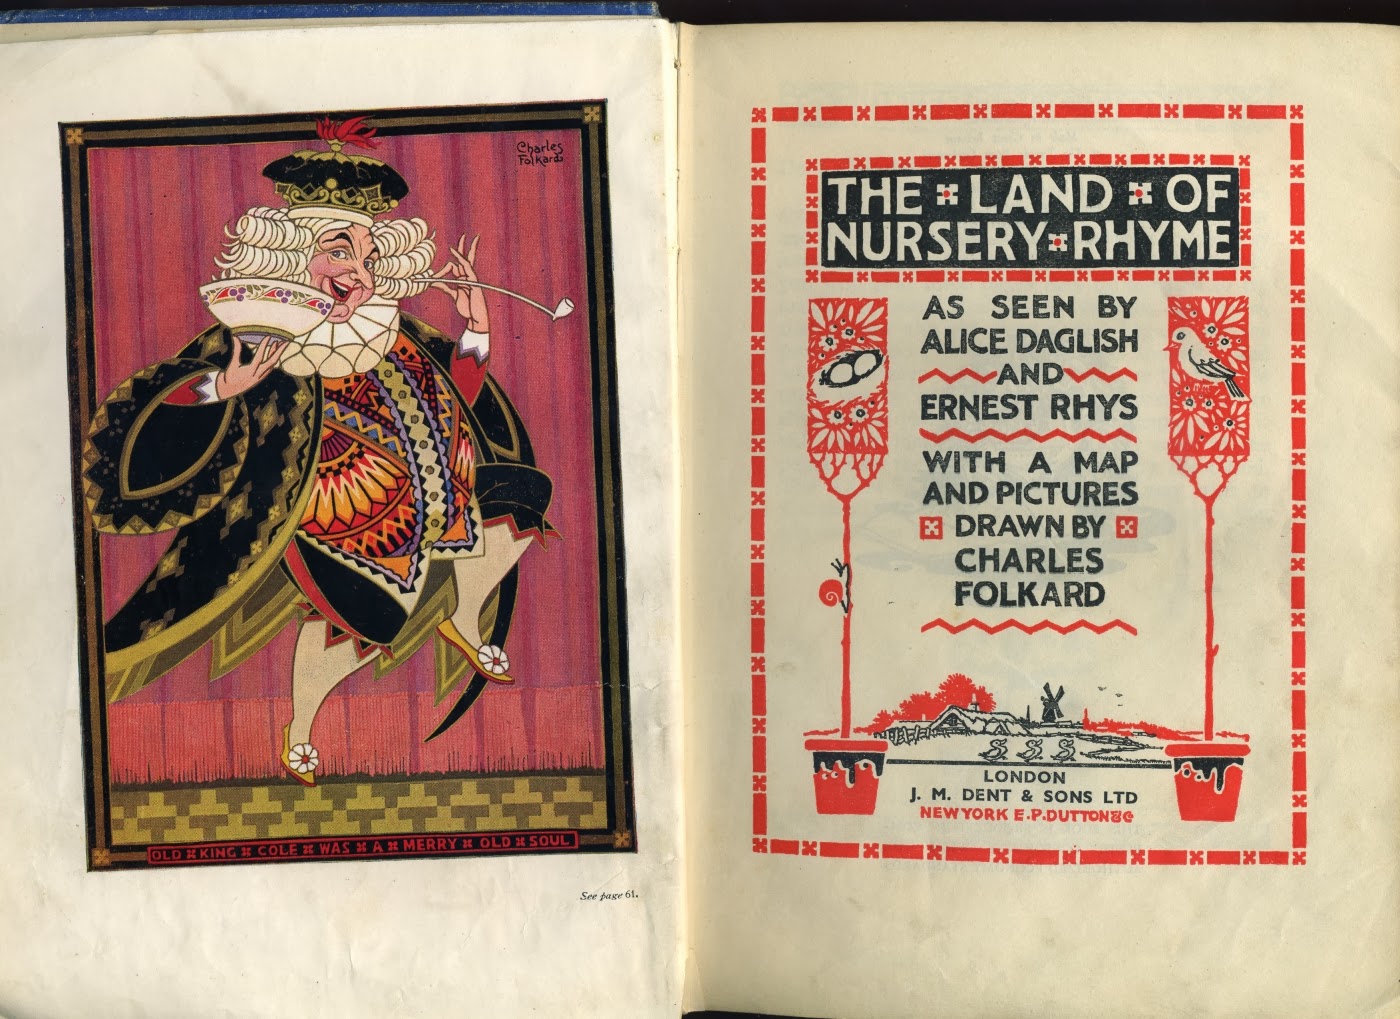 Charles
Folkard
OLD KING COLE WAS A MERRY OLD SOUL
See page 61.
THE LAND OF
NURSERY RHYME
AS SEEN BY
ALICE DAGLISH
AND
ERNEST RHYS
WITH A MAP
AND PICTURES
DRAWN BY
CHARLES
FOLKARD
LONDON
J. M. DENT & SONS LTD
NEW YORK E.P. DUTTON & Co